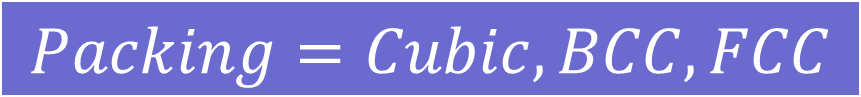 Packing = Cubic, BCC, FCC